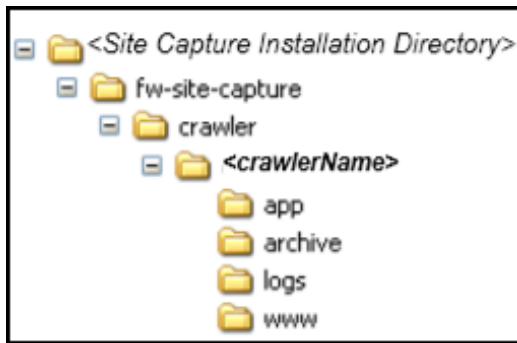 <Site Capture Installation Directory>
fw-site-capture
crawler
<crawlerName>
app
archive
logs
www